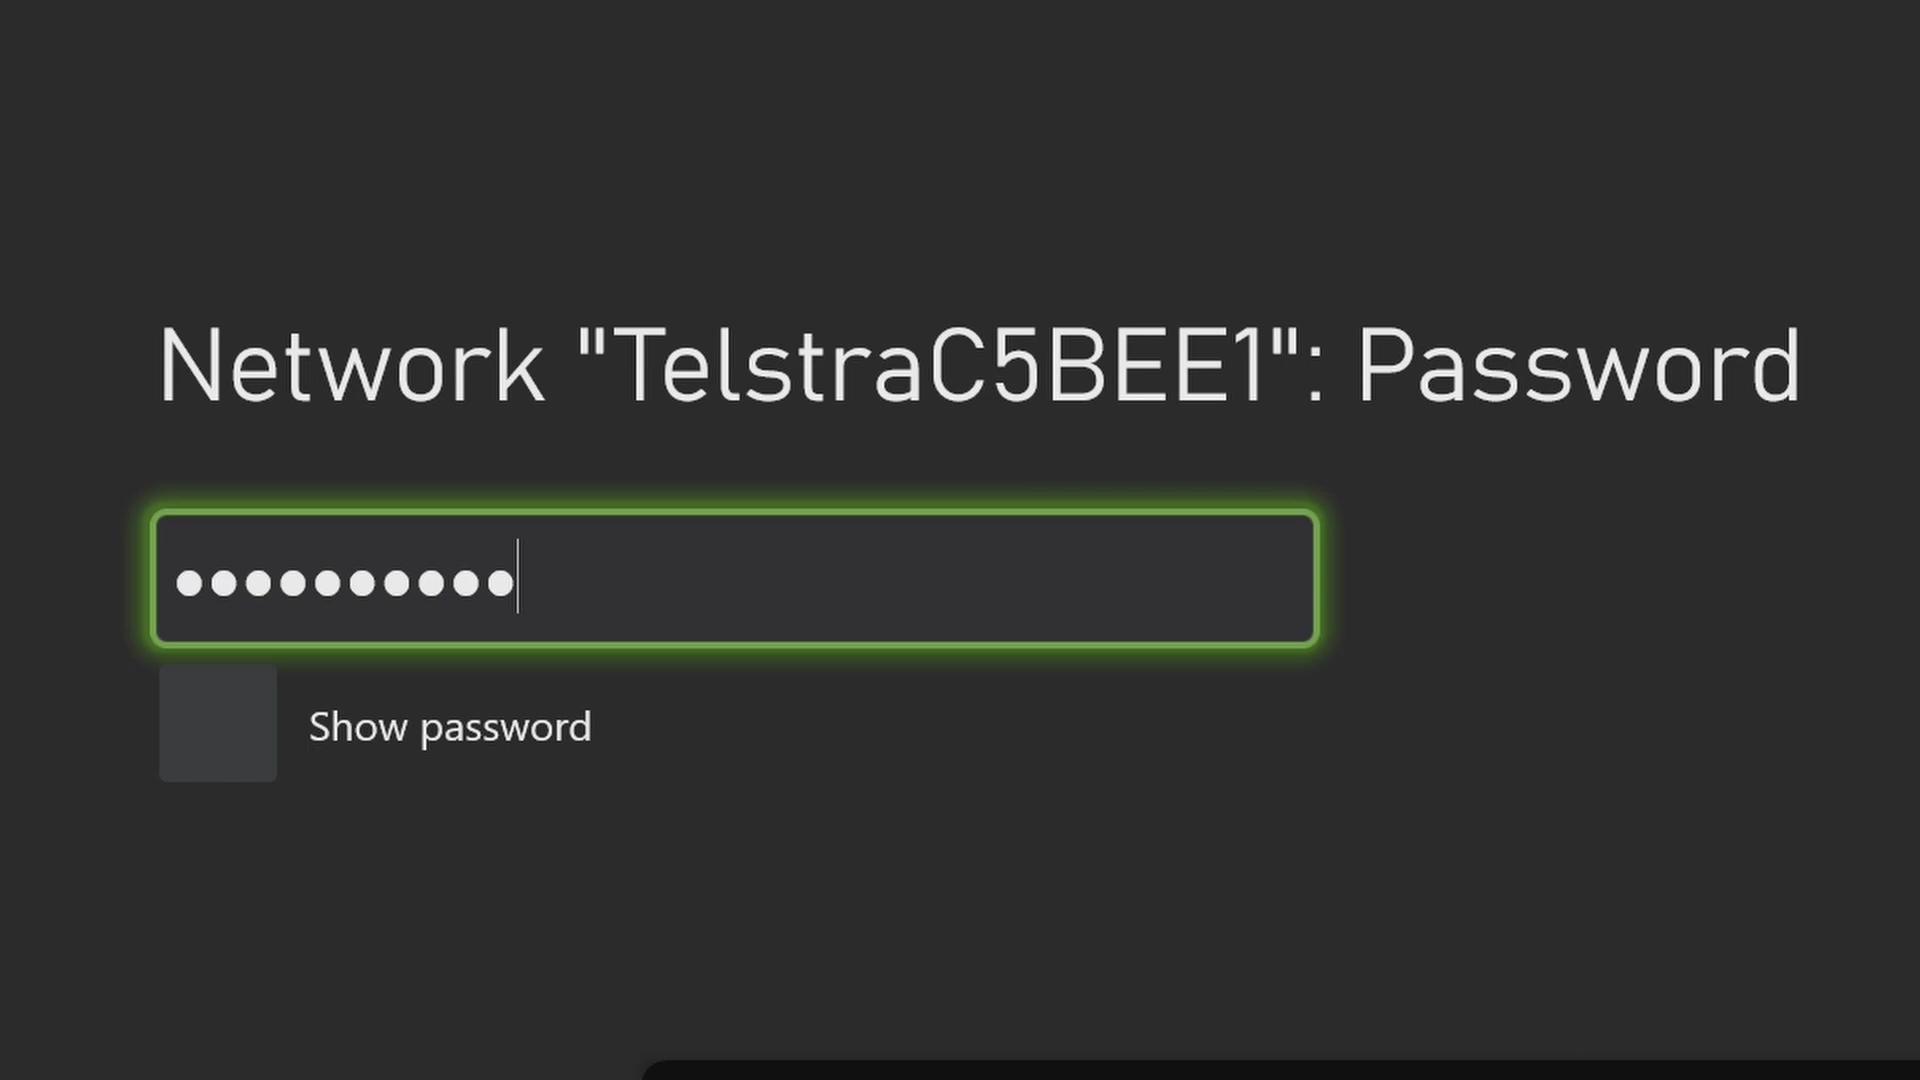 Network "TelstraC5BEE1": Password
●●●●●●●●●●
Show password